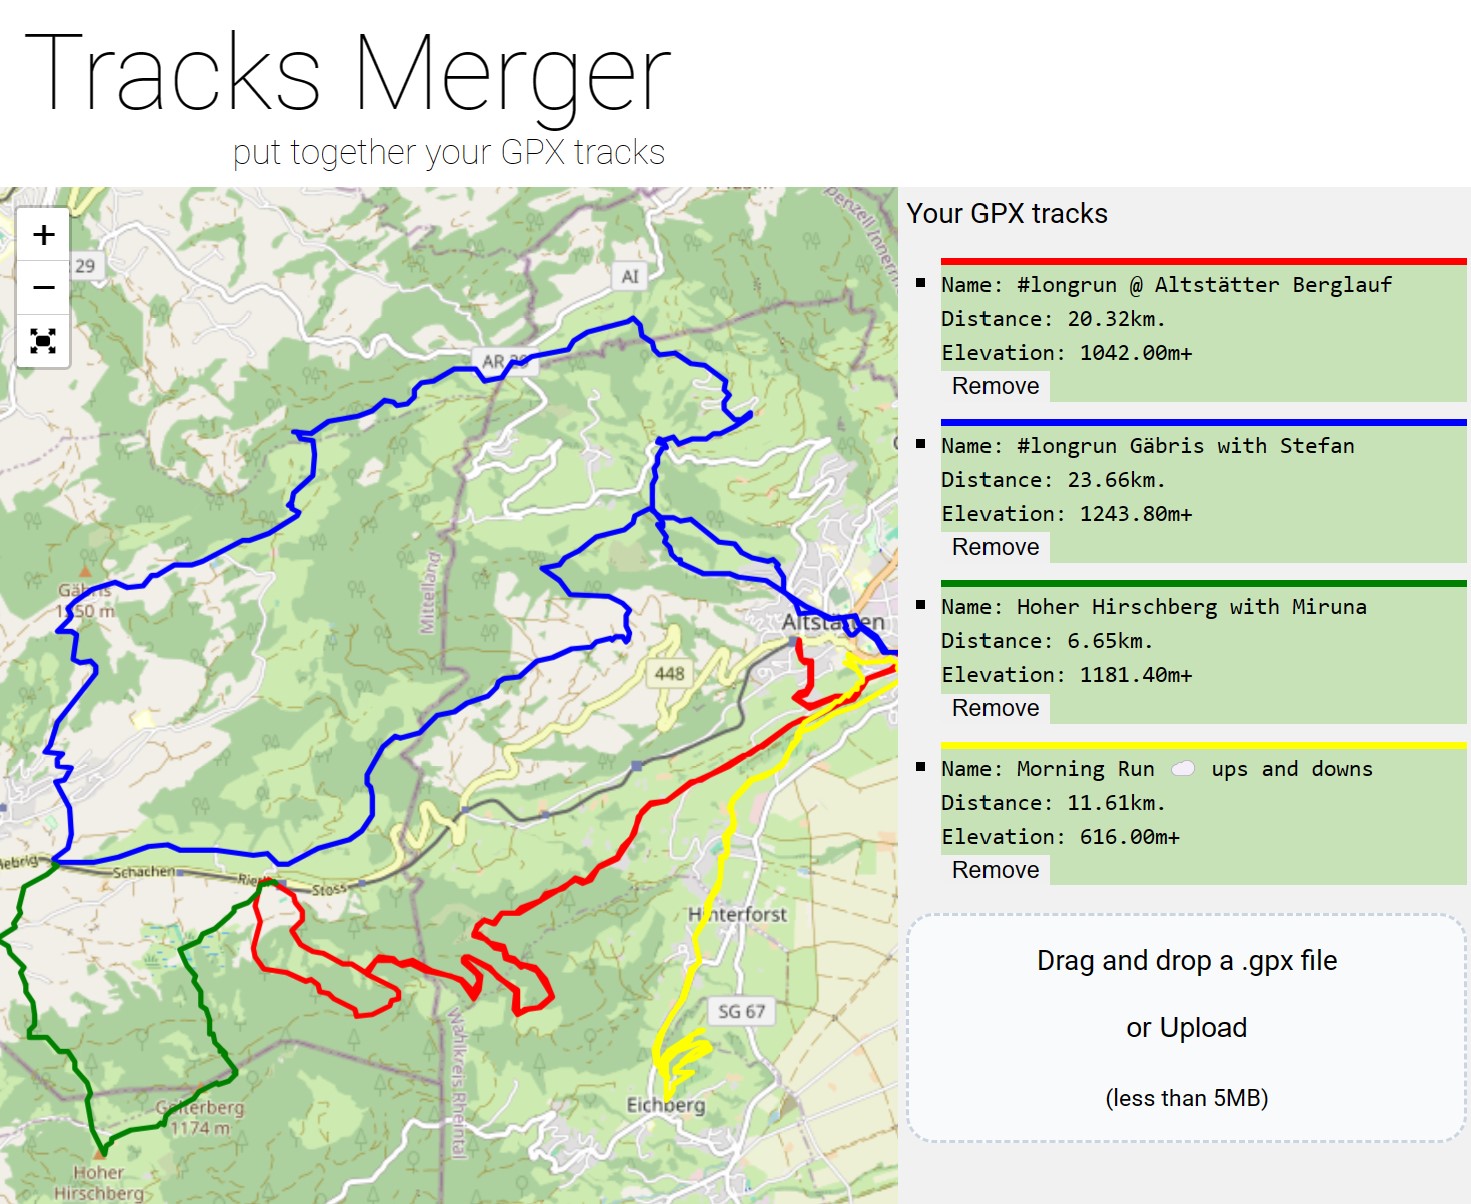 Tracks Merger
put together your GPX tracks
+
−
29
AI
AR 29
Mittelland
Gäbris
1250 m
Altstätten
448
Schachen
Stoss
Hinterforst
SG 67
Wahlkreis Rheintal
Eichberg
1174 m
Hoher
Hirschberg
Your GPX tracks
Name: #longrun @ Altstätter Berglauf
Distance: 20.32km.
Elevation: 1042.00m+
Remove
Name: #longrun Gäbris with Stefan
Distance: 23.66km.
Elevation: 1243.80m+
Remove
Name: Hoher Hirschberg with Miruna
Distance: 6.65km.
Elevation: 1181.40m+
Remove
Name: Morning Run ☁️ ups and downs
Distance: 11.61km.
Elevation: 616.00m+
Remove
Drag and drop a .gpx file
or Upload
(less than 5MB)